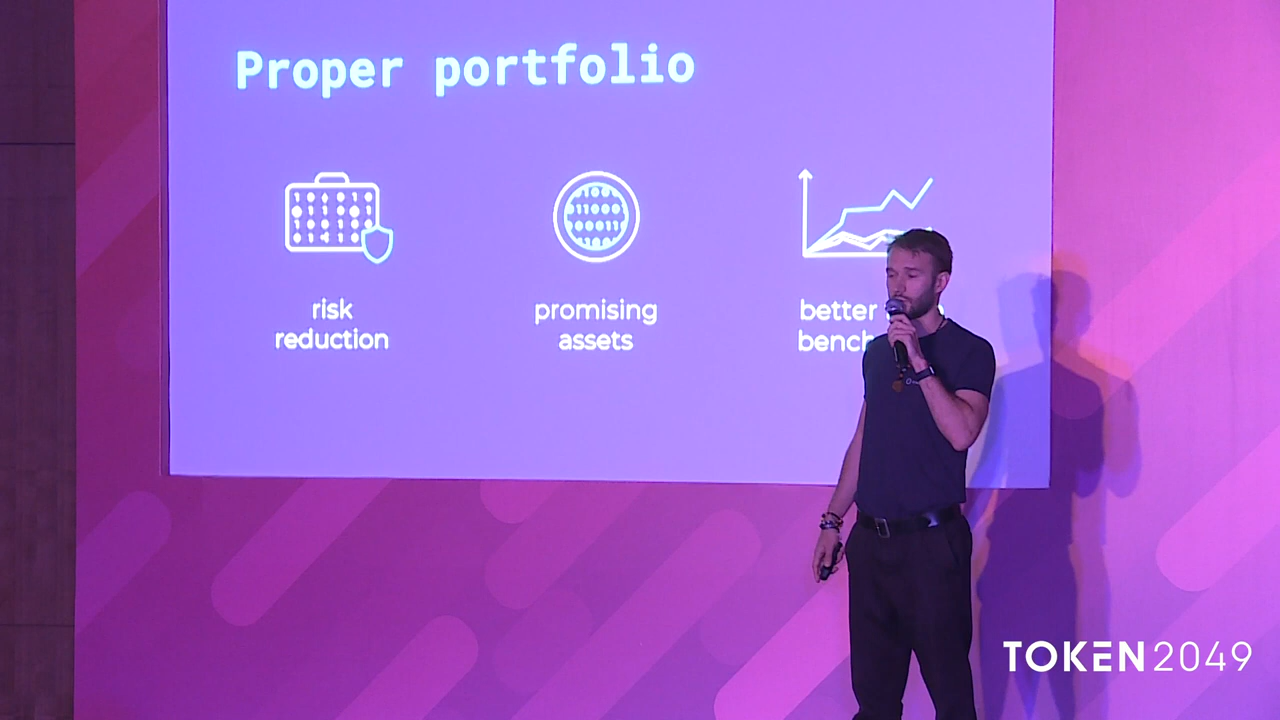 Proper portfolio
risk
reduction
promising
assets
better
TOKEN2049